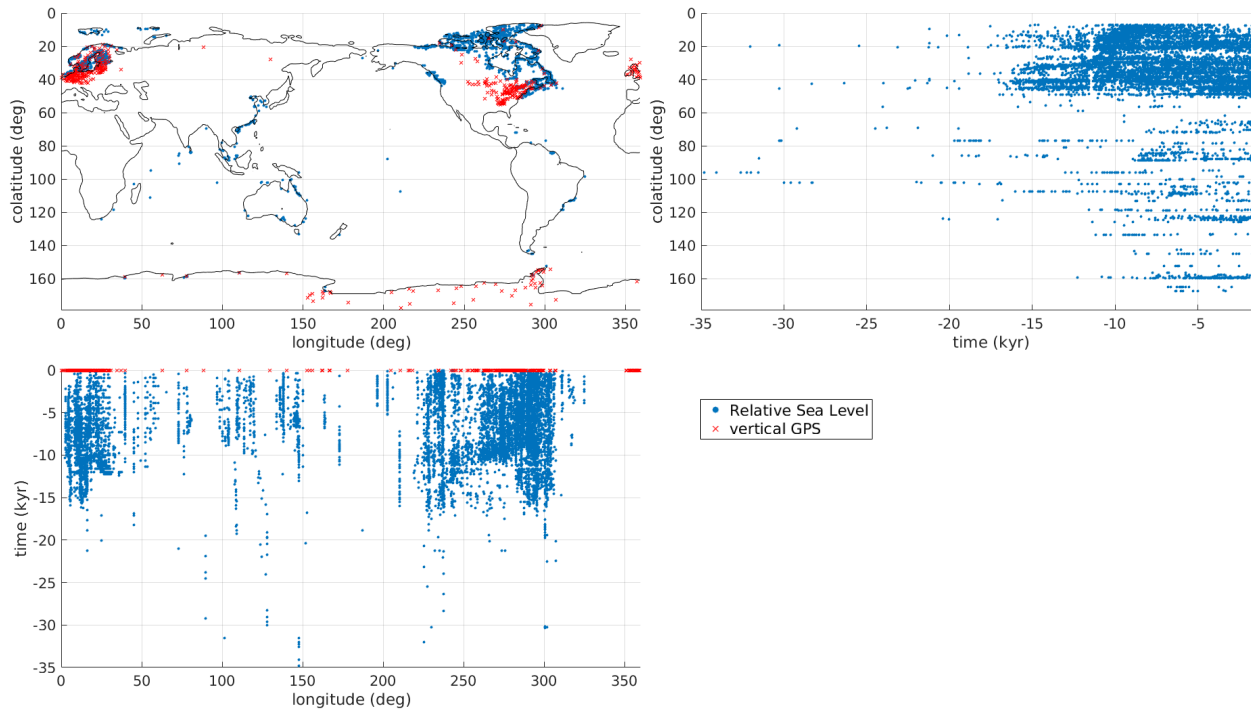 0
20
40
60
80
100
120
140
160
colatitude (deg)
0 50 100 150 200 250 300 350
longitude (deg)
0
20
40
60
80
100
120
140
160
colatitude (deg)
-35 -30 -25 -20 -15 -10 -5
time (kyr)
0
-5
-10
-15
-20
-25
-30
-35
time (kyr)
0 50 100 150 200 250 300 350
longitude (deg)
Relative Sea Level
vertical GPS